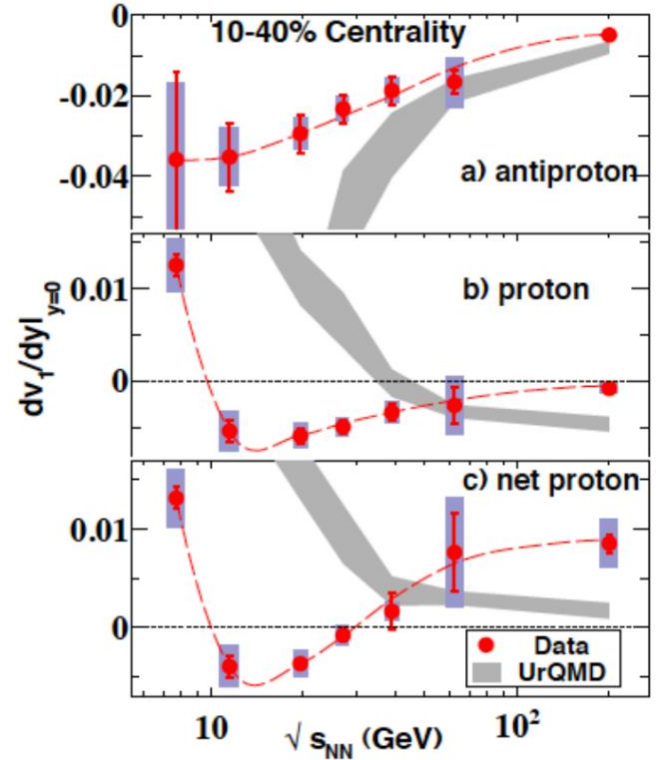 0
10-40% Centrality
-0.02
-0.04
a) antiproton
0.01
b) proton
0
dv₁/dy|y=0
c) net proton
0.01
0
Data
UrQMD
10
10²
√ sNN (GeV)